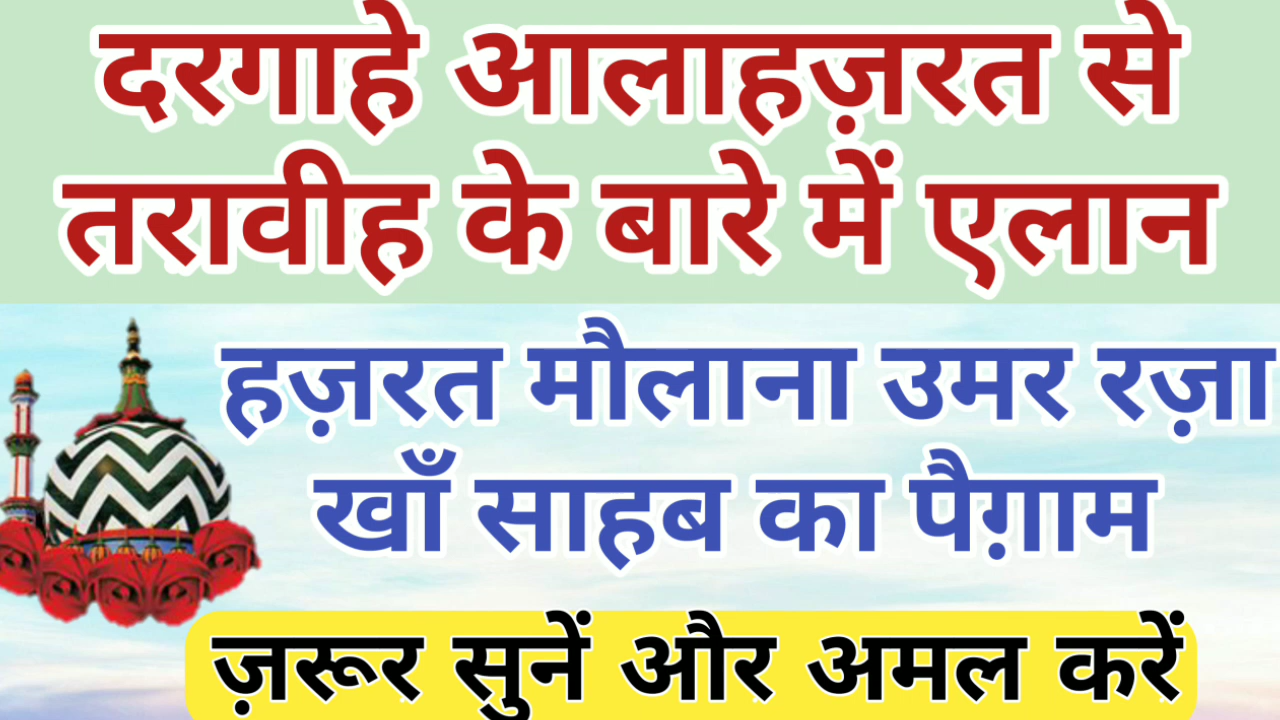 दरगाहे आलाहज़रत से
तरावीह के बारे में एलान
हज़रत मौलाना उमर रज़ा
खाँ साहब का पैग़ाम
ज़रूर सुनें और अमल करें